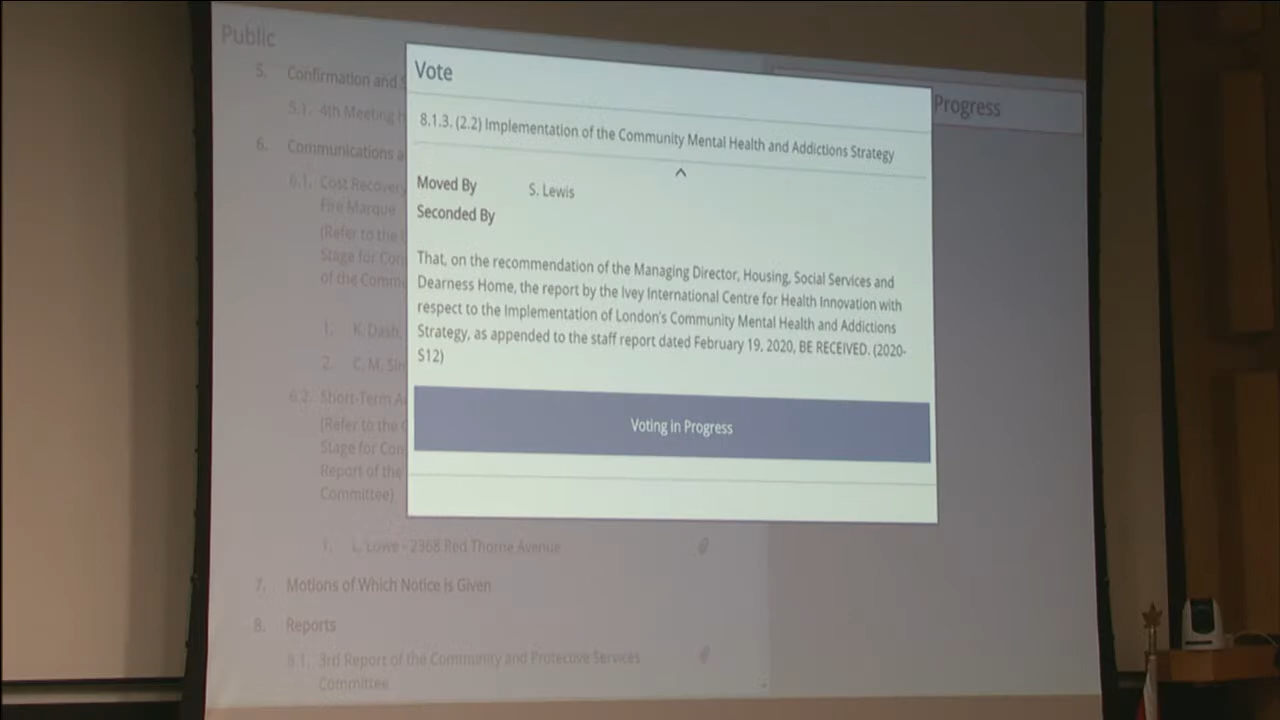 Public
5. Confirmation and
5.1. 4th Meeting H
6. Communications a
6.1. Cost Recovery
Fire Marque
(Refer to the
Stage for Con
of the Comm
1. K. Dash
2. C. M. Sin
6.2. Short-Term A
(Refer to the C
Stage for Con
Report of the
Committee)
1. L. Lowe - 2968 Red Thorne Avenue
7. Motions of Which Notice is Given
8. Reports
8.1. 3rd Report of the Community and Protective Services
Committee
Vote
8.1.3. (2.2) Implementation of the Community Mental Health and Addictions Strategy
Moved By S. Lewis
Seconded By
That, on the recommendation of the Managing Director, Housing, Social Services and
Dearness Home, the report by the Ivey International Centre for Health Innovation with
respect to the Implementation of London's Community Mental Health and Addictions
Strategy, as appended to the staff report dated February 19, 2020, BE RECEIVED. (2020-
S12)
Voting in Progress
Progress